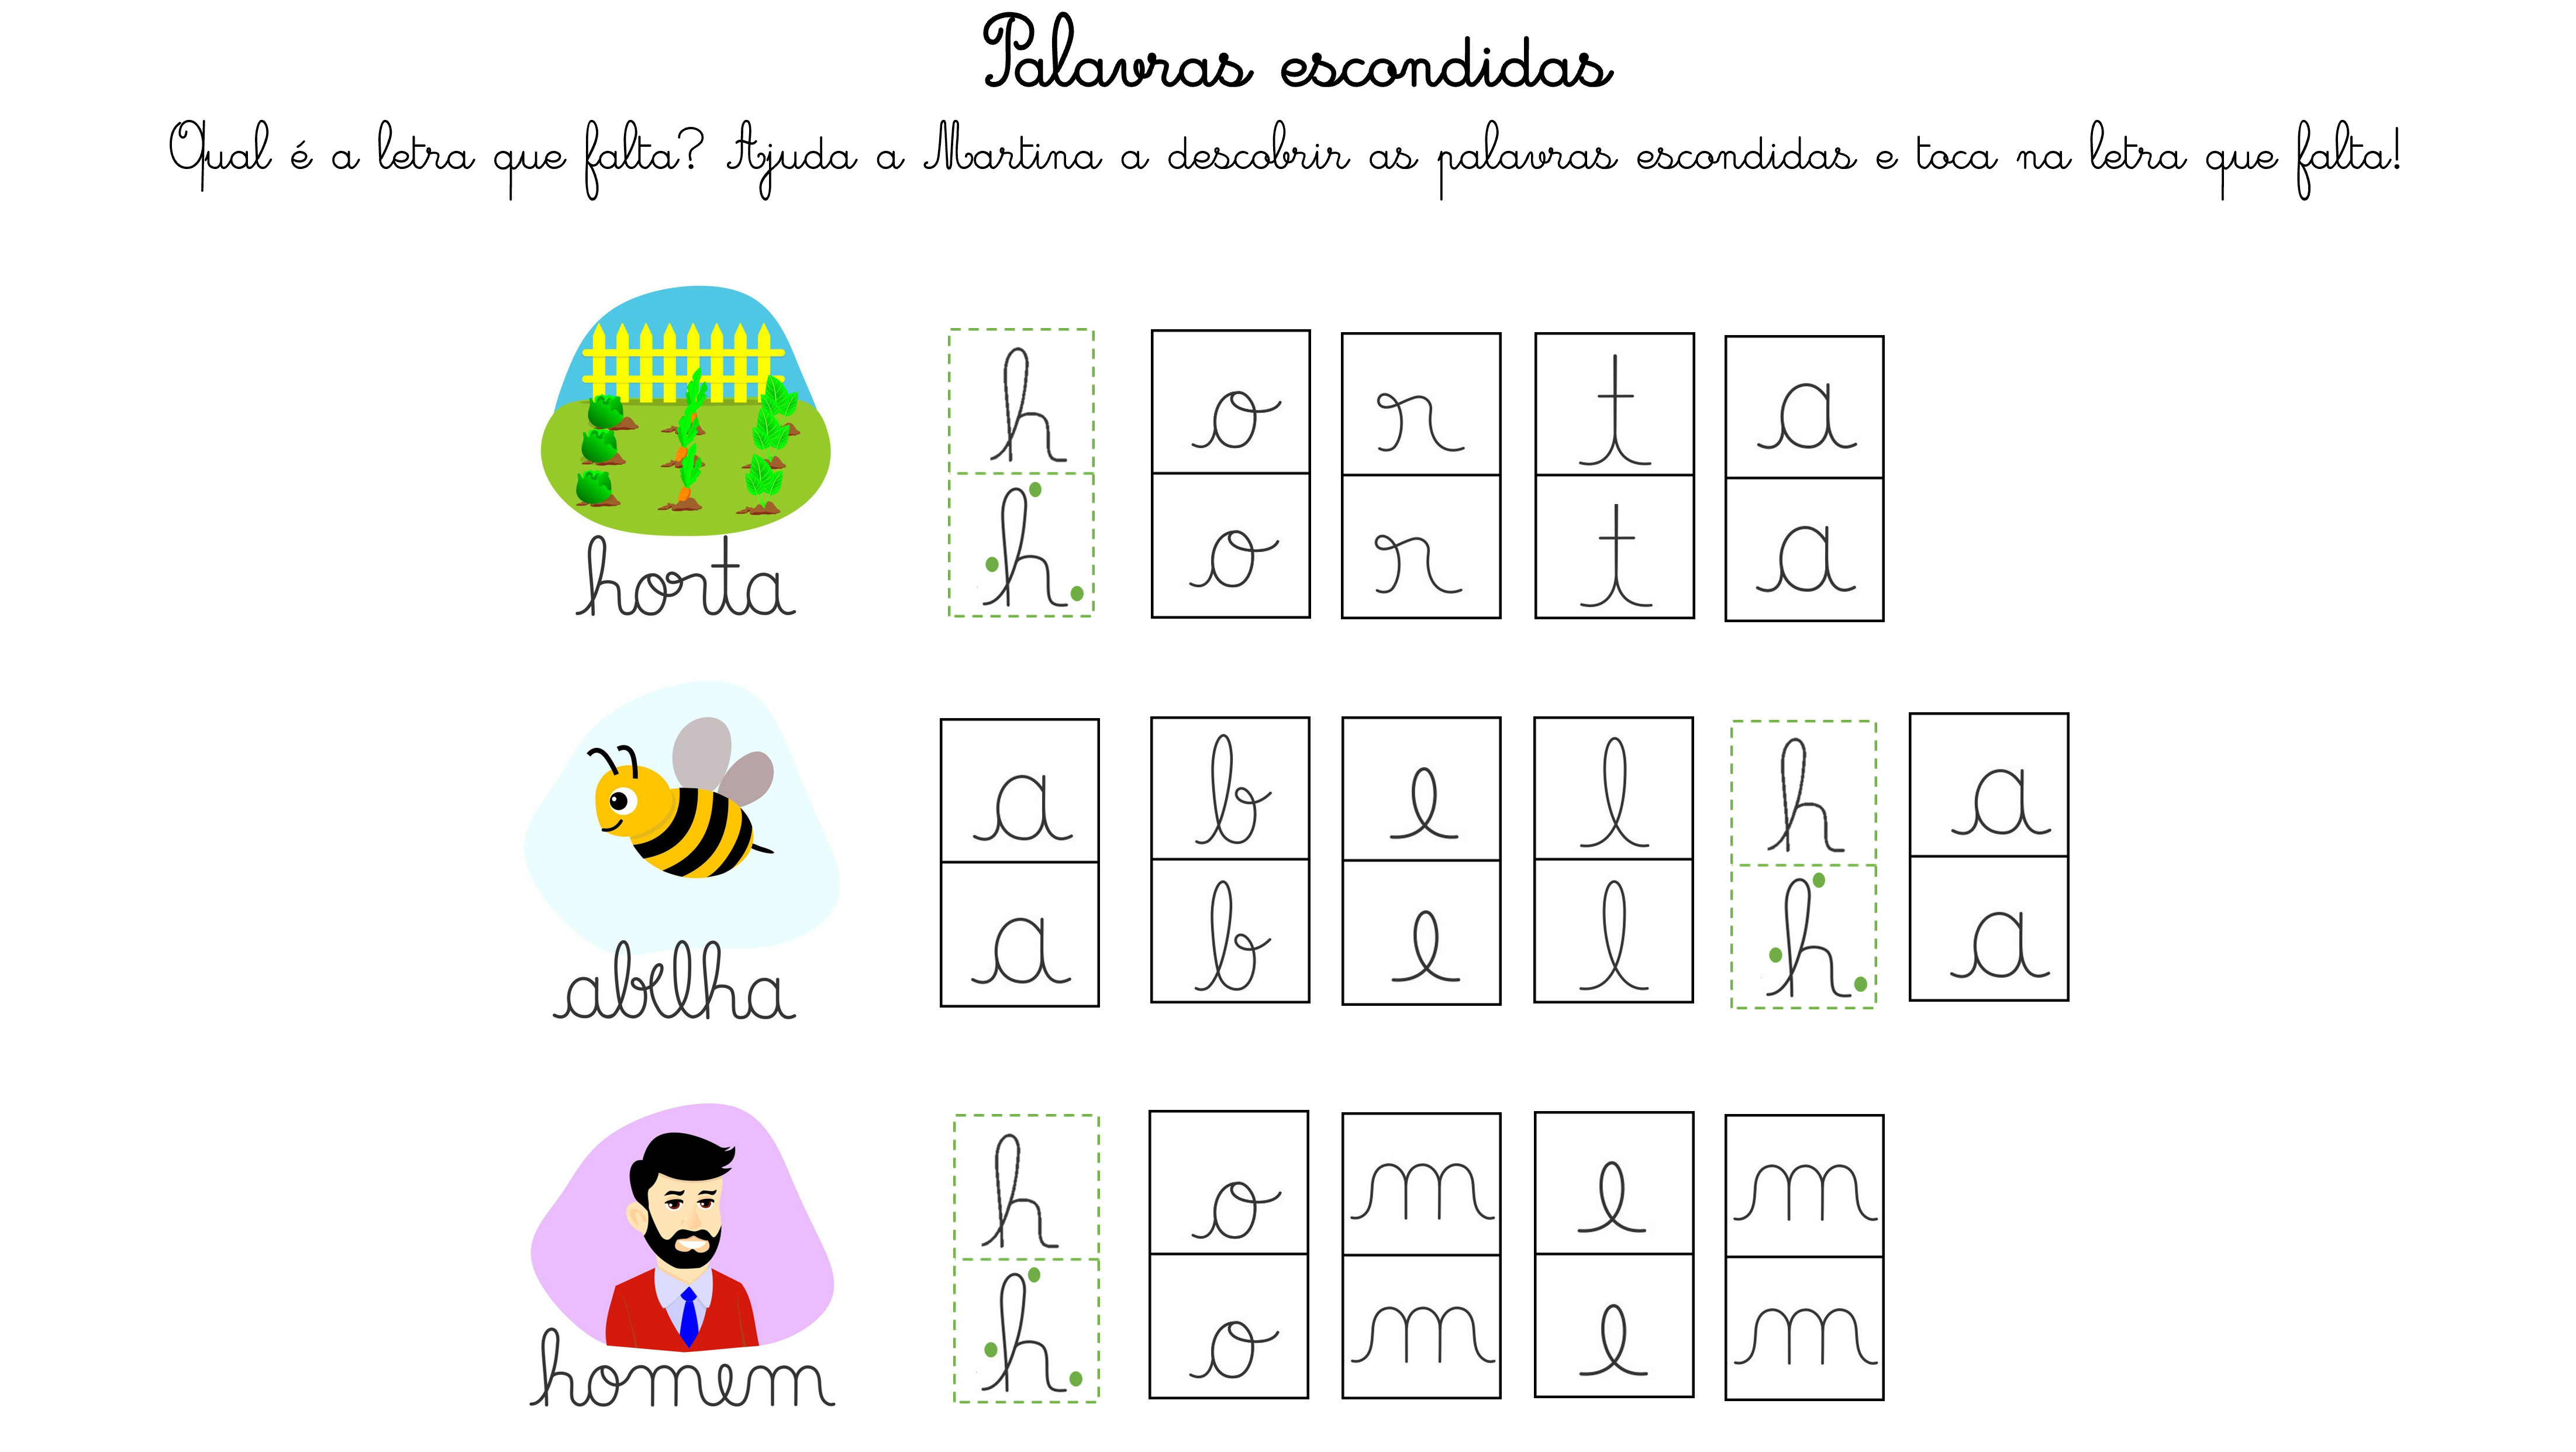 Palavras escondidas
Qual é a letra que falta? Ajuda a Martina a descobrir as palavras escondidas e toca na letra que falta!
h o r t a
h o r t a
horta
a b e l h a
a b e l h a
abelha
h o m e m
h o m e m
homem